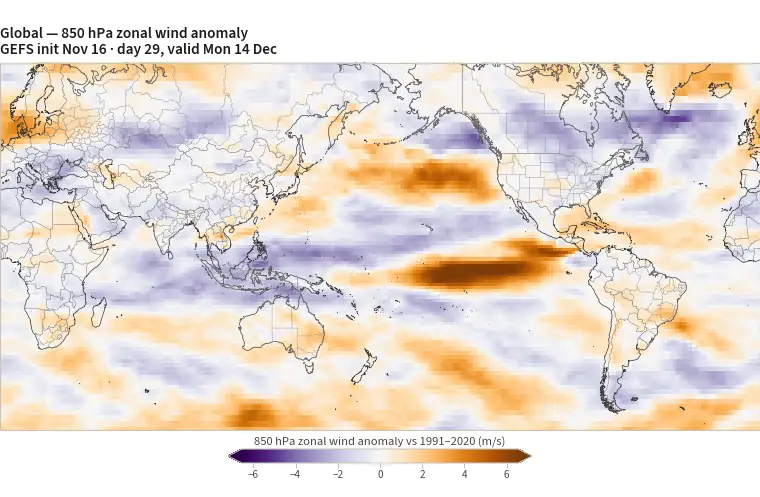 Global — 850 hPa zonal wind anomaly
GEFS init Nov 16 · day 29, valid Mon 14 Dec
850 hPa zonal wind anomaly vs 1991–2020 (m/s)
−6 −4 −2 0 2 4 6